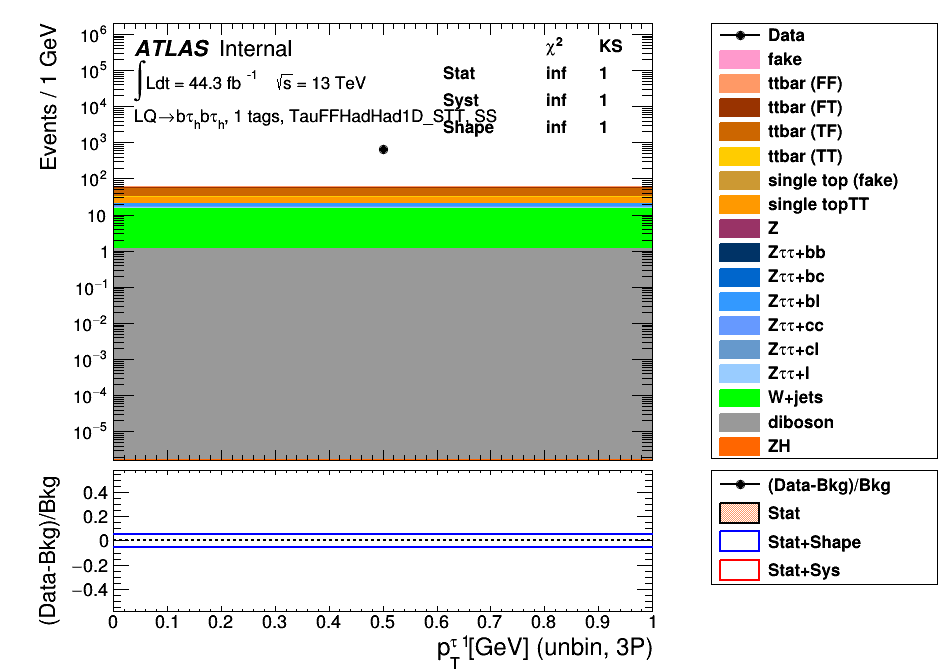 Events / 1 GeV
10⁶
10⁵
10⁴
10³
10²
10
1
10⁻¹
10⁻²
10⁻³
10⁻⁴
10⁻⁵
ATLAS Internal
∫Ldt = 44.3 fb⁻¹ √s = 13 TeV
LQ→bτₕbτₕ, 1 tags, TauFFHadHad1D_STT, SS
χ² KS
Stat inf 1
Syst inf 1
Shape inf 1
Data
fake
ttbar (FF)
ttbar (FT)
ttbar (TF)
ttbar (TT)
single top (fake)
single topTT
Z
Zττ+bb
Zττ+bc
Zττ+bl
Zττ+cc
Zττ+cl
Zττ+l
W+jets
diboson
ZH
(Data-Bkg)/Bkg
0.4
0.2
0
−0.2
−0.4
0 0.1 0.2 0.3 0.4 0.5 0.6 0.7 0.8 0.9 1
p_T^τ 1[GeV] (unbin, 3P)
(Data-Bkg)/Bkg
Stat
Stat+Shape
Stat+Sys